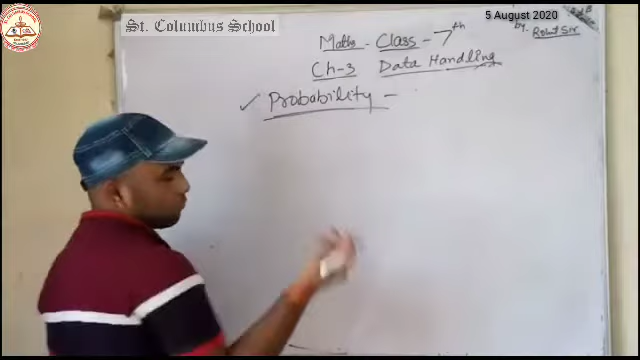 St. Columbus School
5 August 2020
Maths - Class - 7th
by. Rohit Sir
Ch-3 Data Handling
✓ Probability -